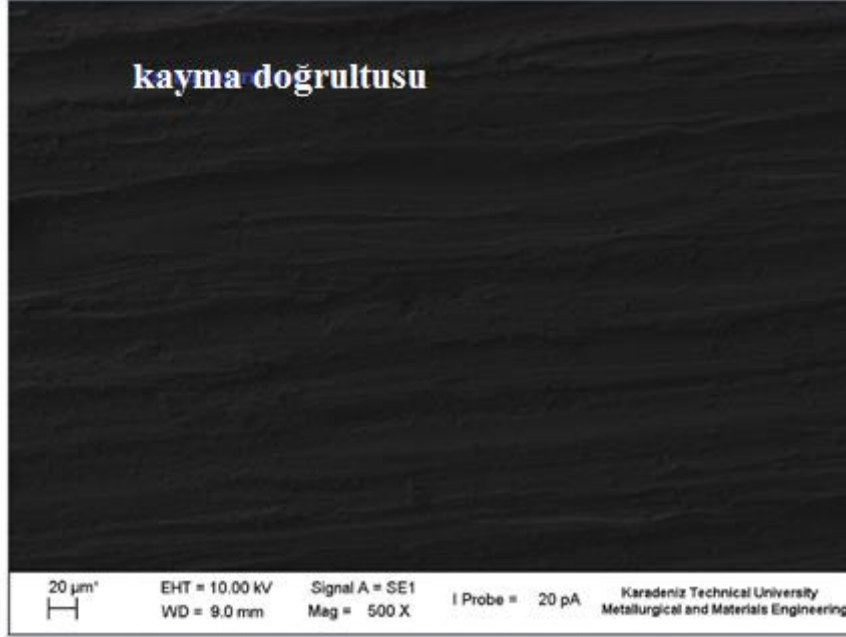 kayma doğrultusu
20 µm*
EHT = 10.00 kV
Signal A = SE1
I Probe = 20 pA
Karadeniz Technical University
WD = 9.0 mm
Mag = 500 X
Metallurgical and Materials Engineering